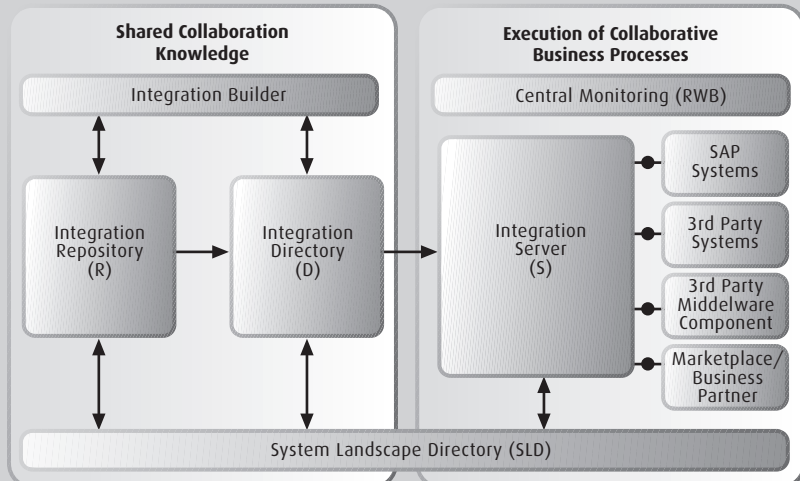 Shared Collaboration
Knowledge
Integration Builder
Integration
Repository
(R)
Integration
Directory
(D)
Execution of Collaborative
Business Processes
Central Monitoring (RWB)
Integration
Server
(S)
SAP
Systems
3rd Party
Systems
3rd Party
Middelware
Component
Marketplace/
Business
Partner
System Landscape Directory (SLD)